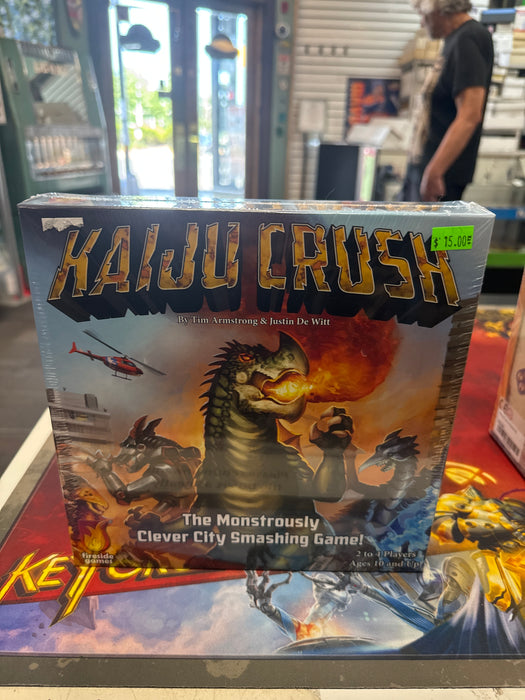 KAIJU CRUSH
$ 15.00
By Tim Armstrong & Justin De Witt
The Monstrously
Clever City Smashing Game!
fireside
games
2 to 4 Players
Ages 10 and Up